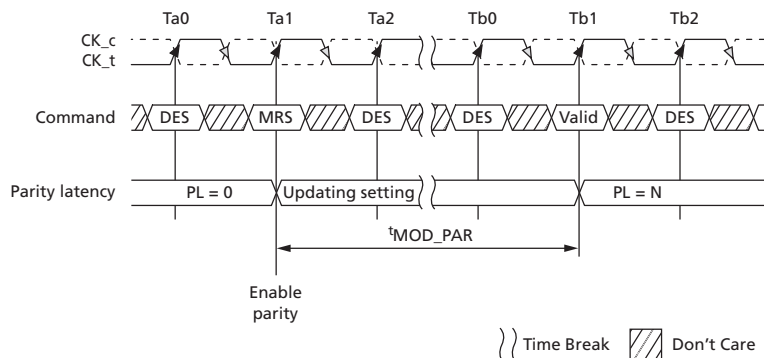 Ta0 Ta1 Ta2 Tb0 Tb1 Tb2
CK_c
CK_t
Command DES MRS DES DES Valid DES
Parity latency PL = 0 Updating setting PL = N
tMOD_PAR
Enable
parity
Time Break Don't Care